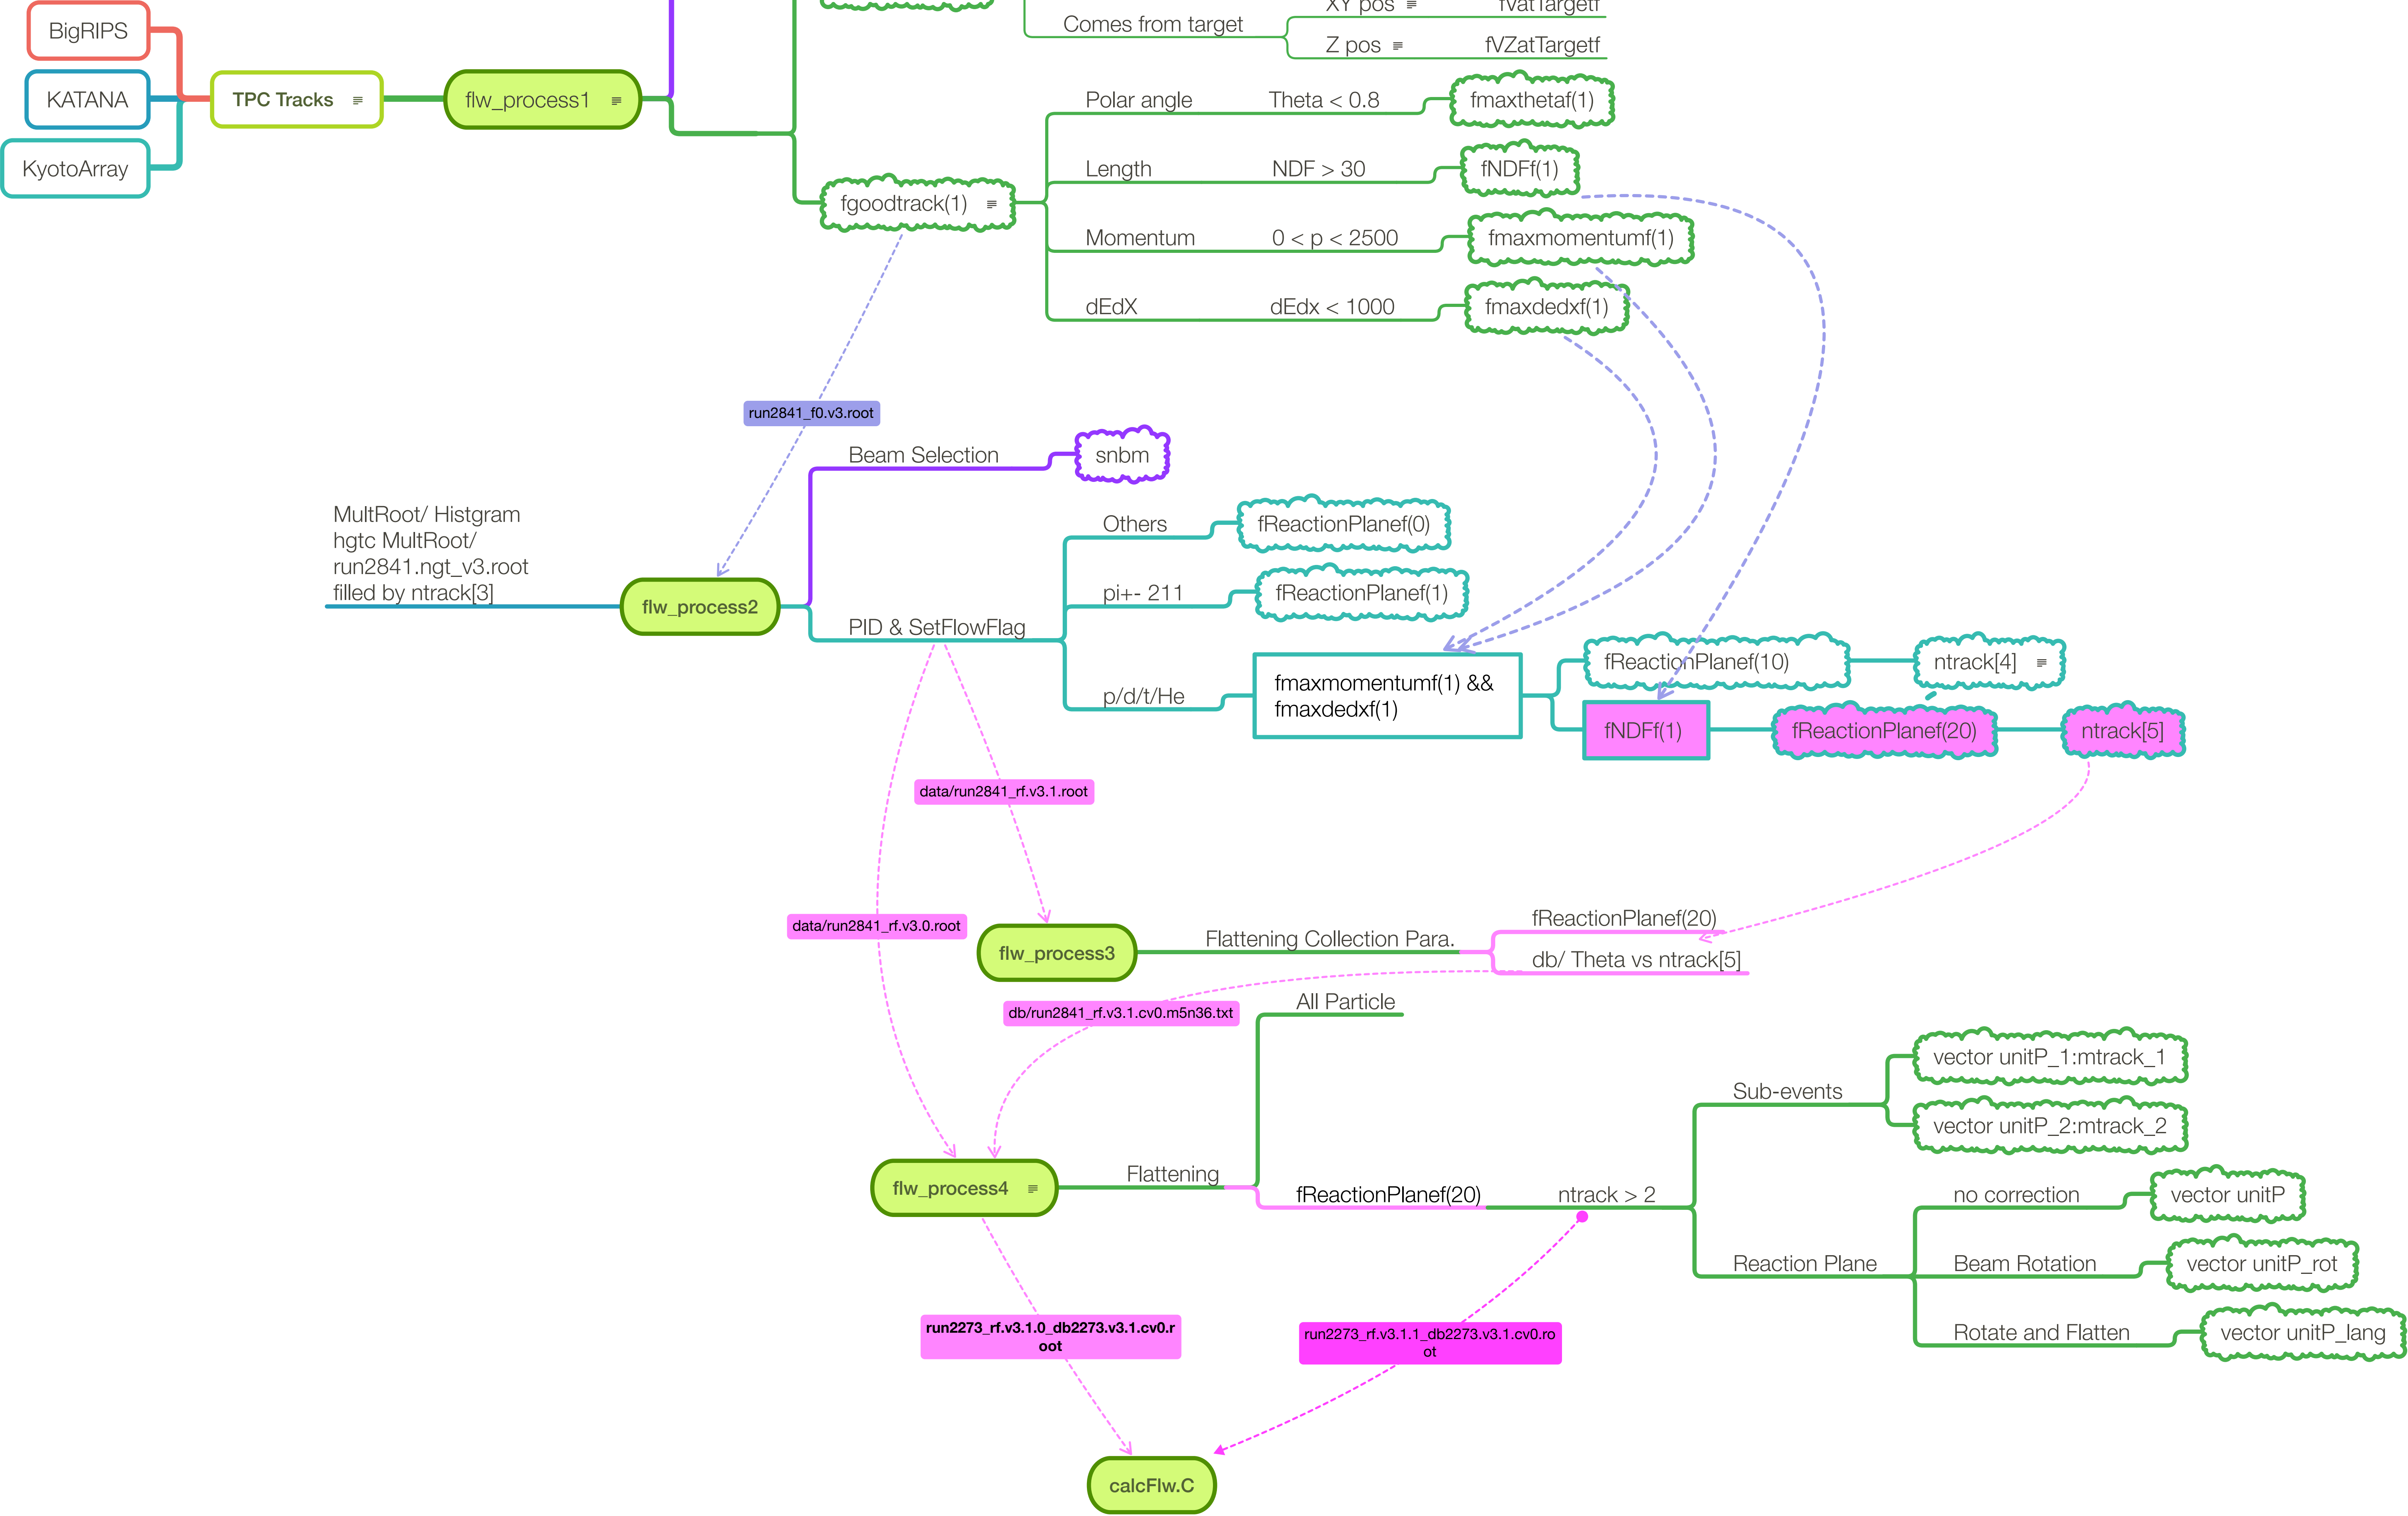 XY pos
fVatTargetf
Comes from target
Z pos
fVZatTargetf
BigRIPS
KATANA
KyotoArray
TPC Tracks
flw_process1
Polar angle
Theta < 0.8
fmaxthetaf(1)
Length
NDF > 30
fNDFf(1)
fgoodtrack(1)
Momentum
0 < p < 2500
fmaxmomentumf(1)
dEdX
dEdx < 1000
fmaxdedxf(1)
run2841_f0.v3.root
Beam Selection
snbm
MultRoot/ Histgram
hgtc MultRoot/
run2841.ngt_v3.root
filled by ntrack[3]
flw_process2
Others
fReactionPlanef(0)
pi+- 211
fReactionPlanef(1)
PID & SetFlowFlag
p/d/t/He
fmaxmomentumf(1) &&
fmaxdedxf(1)
fReactionPlanef(10)
ntrack[4]
fNDFf(1)
fReactionPlanef(20)
ntrack[5]
data/run2841_rf.v3.1.root
data/run2841_rf.v3.0.root
flw_process3
Flattening Collection Para.
fReactionPlanef(20)
db/ Theta vs ntrack[5]
db/run2841_rf.v3.1.cv0.m5n36.txt
All Particle
flw_process4
Flattening
fReactionPlanef(20)
ntrack > 2
Sub-events
vector unitP_1:mtrack_1
vector unitP_2:mtrack_2
Reaction Plane
no correction
vector unitP
Beam Rotation
vector unitP_rot
Rotate and Flatten
vector unitP_lang
run2273_rf.v3.1.0_db2273.v3.1.cv0.r
oot
run2273_rf.v3.1.1_db2273.v3.1.cv0.ro
ot
calcFlw.C